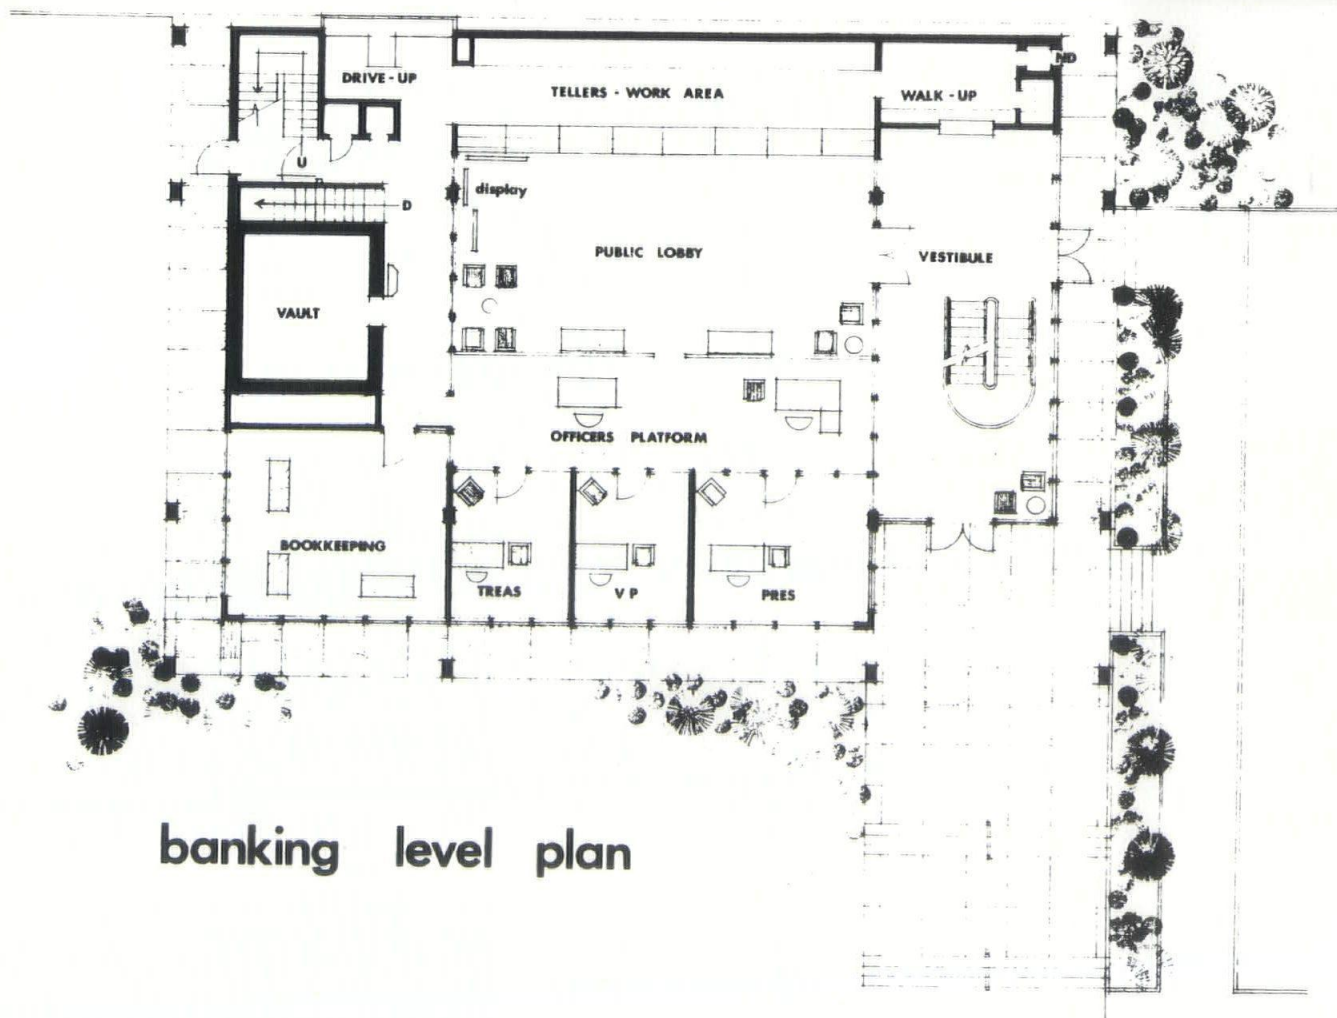 ND
DRIVE-UP
TELLERS - WORK AREA
WALK-UP
U
display
D
PUBLIC LOBBY
VESTIBULE
VAULT
OFFICERS PLATFORM
BOOKKEEPING
TREAS
V P
PRES
banking level plan